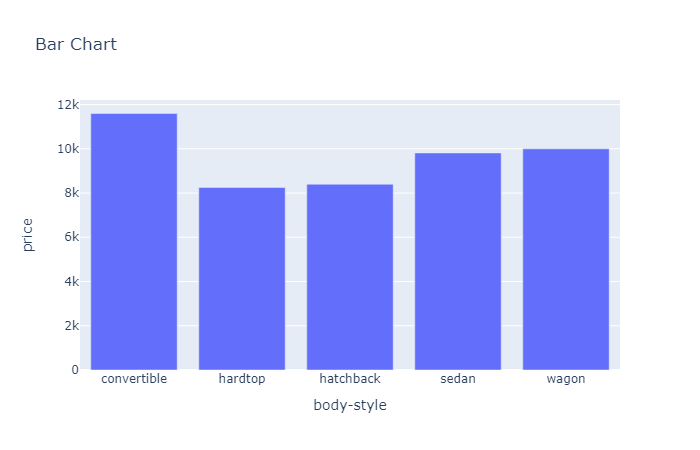 Bar Chart
12k
10k
8k
6k
4k
2k
0
price
convertible hardtop hatchback sedan wagon
body-style